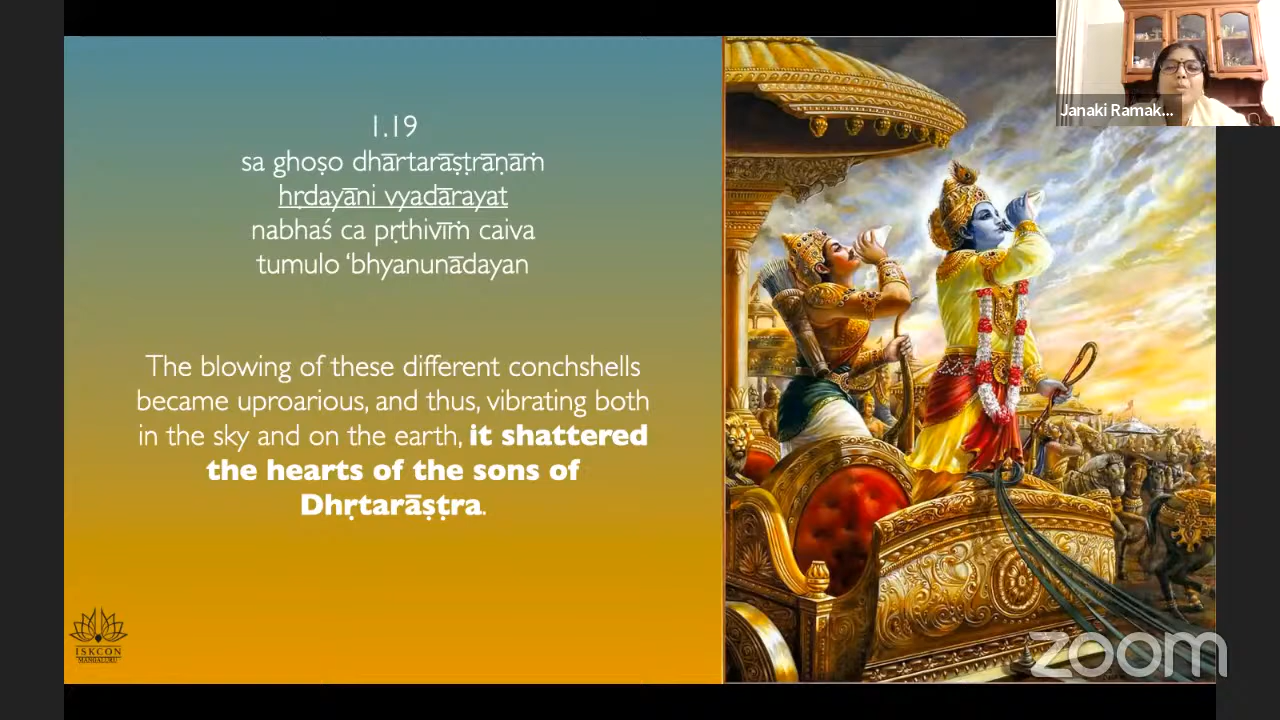 1.19
sa ghoṣo dhārtarāṣṭrāṇāṁ
hṛdayāni vyadārayat
nabhaś ca pṛthivīṁ caiva
tumulo ‘bhyanunādayan
The blowing of these different conchshells
became uproarious, and thus, vibrating both
in the sky and on the earth, it shattered
the hearts of the sons of
Dhṛtarāṣṭra.
ISKCON
MANGALURU
Janaki Ramak...
zoom